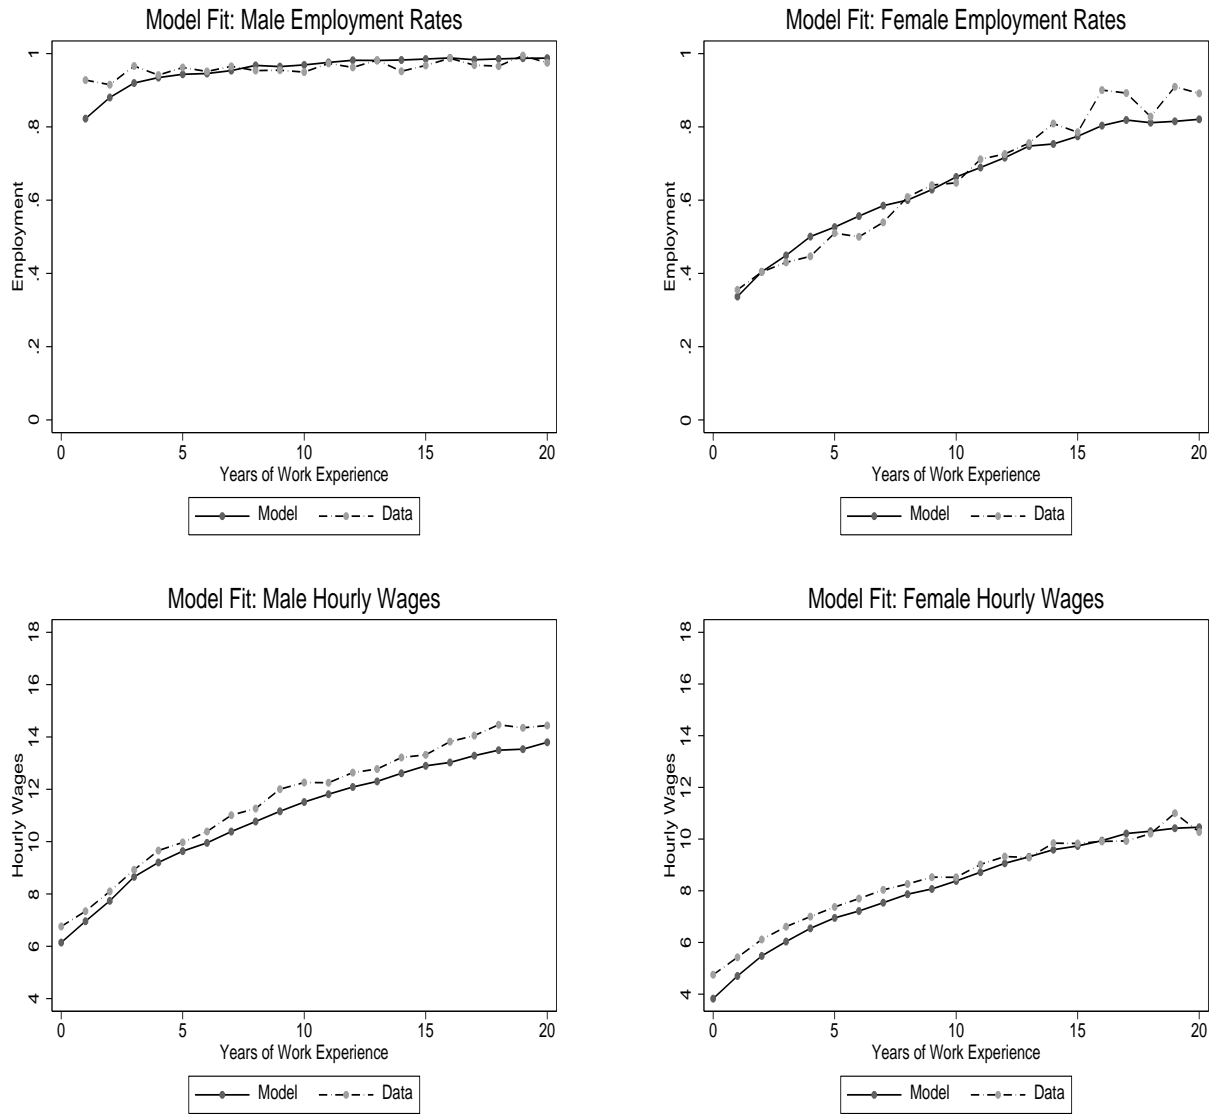 Model Fit: Male Employment Rates
1
.8
.6
.4
.2
0
Employment
0 5 10 15 20
Years of Work Experience
Model Data
Model Fit: Female Employment Rates
1
.8
.6
.4
.2
0
Employment
0 5 10 15 20
Years of Work Experience
Model Data
Model Fit: Male Hourly Wages
18
16
14
12
10
8
6
4
Hourly Wages
0 5 10 15 20
Years of Work Experience
Model Data
Model Fit: Female Hourly Wages
18
16
14
12
10
8
6
4
Hourly Wages
0 5 10 15 20
Years of Work Experience
Model Data